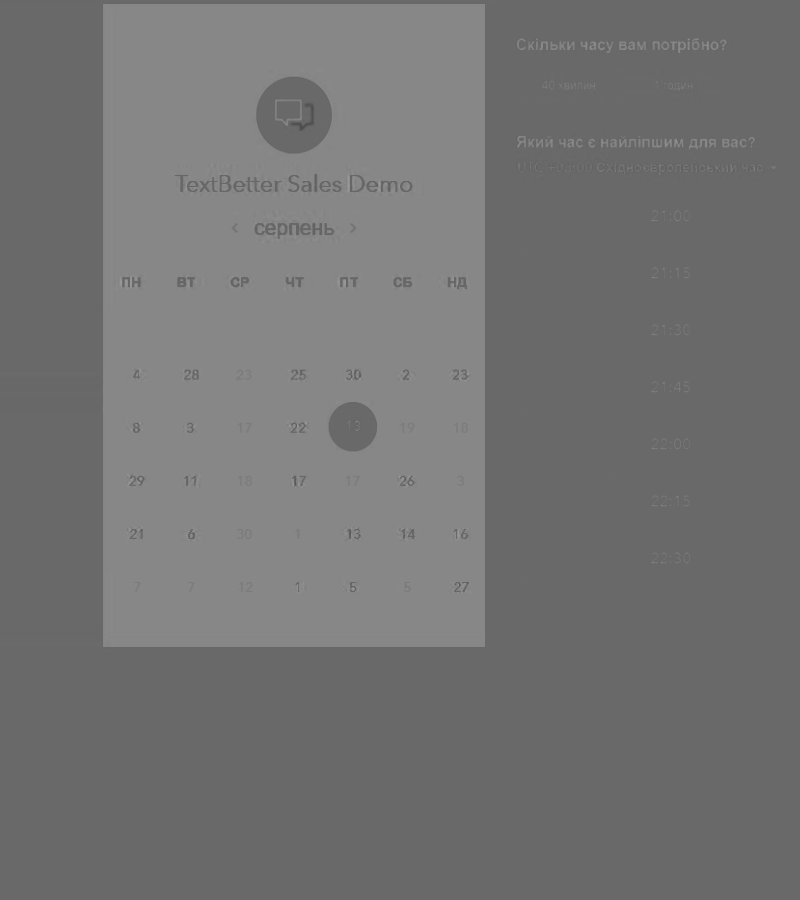 TextBetter Sales Demo
‹ серпень ›
ПН ВТ СР ЧТ ПТ СБ НД
4 28 23 25 30 2 23
8 3 17 22 13 19 18
29 11 18 17 17 26 3
21 6 30 1 13 14 16
7 7 12 1 5 5 27
Скільки часу вам потрібно?
40 хвилин 1 годин
Який час є найліпшим для вас?
Східноєвропейський час
21:00
21:15
21:30
21:45
22:00
22:15
22:30